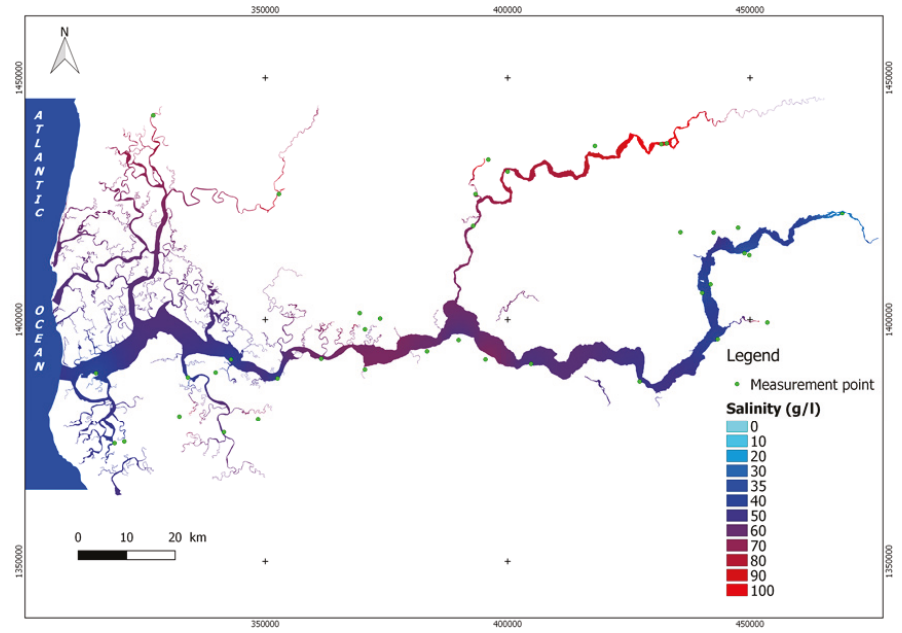 350000 400000 450000
N
1450000 1450000
ATLANTIC
OCEAN
1400000 1400000
Legend
Measurement point
Salinity (g/l)
0
10
20
30
35
40
50
60
70
80
90
100
0 10 20 km
1350000 1350000
350000 400000 450000